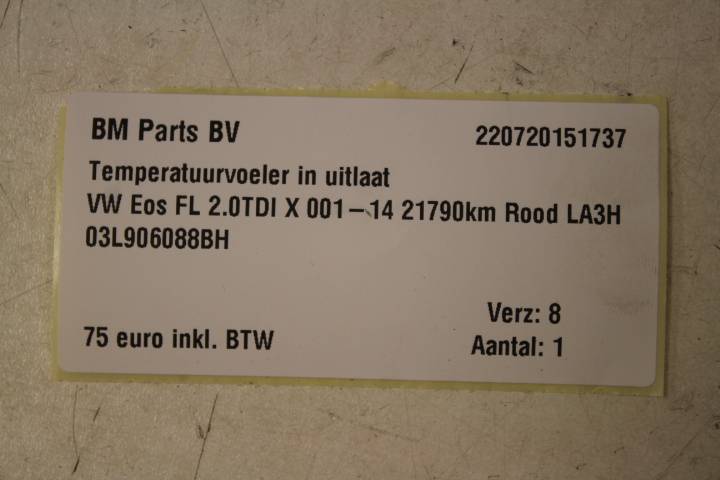 BM Parts BV 220720151737
Temperatuurvoeler in uitlaat
VW Eos FL 2.0TDI X 001-14 21790km Rood LA3H
03L906088BH
Verz: 8
75 euro inkl. BTW Aantal: 1